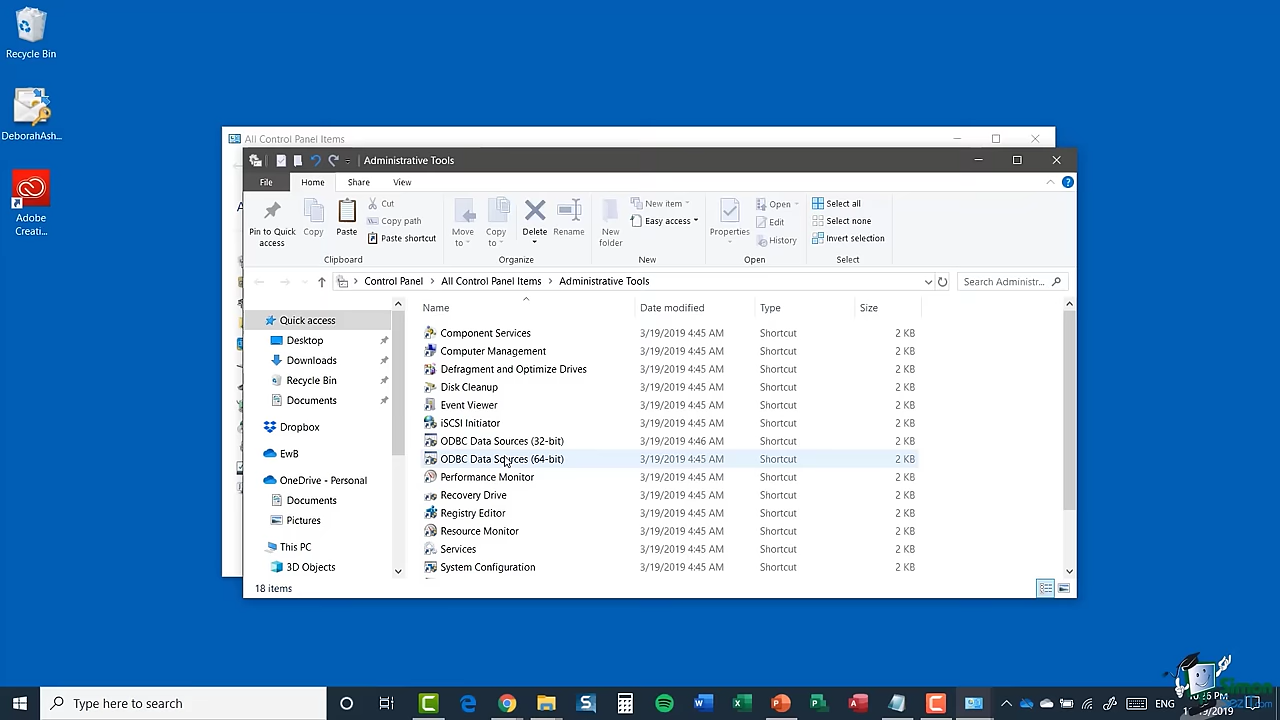 Recycle Bin
DeborahAsh...
Adobe
Creati...
All Control Panel Items
Administrative Tools
File Home Share View
Pin to Quick
access
Copy
Paste
Cut
Copy path
Paste shortcut
Clipboard
Move
to
Copy
to
Delete
Rename
Organize
New
folder
New item
Easy access
New
Properties
Open
Edit
History
Open
Select all
Select none
Invert selection
Select
Control Panel > All Control Panel Items > Administrative Tools
Search Administr...
Quick access
Desktop
Downloads
Recycle Bin
Documents
Dropbox
EwB
OneDrive - Personal
Documents
Pictures
This PC
3D Objects
Name Date modified Type Size
Component Services 3/19/2019 4:45 AM Shortcut 2 KB
Computer Management 3/19/2019 4:45 AM Shortcut 2 KB
Defragment and Optimize Drives 3/19/2019 4:45 AM Shortcut 2 KB
Disk Cleanup 3/19/2019 4:45 AM Shortcut 2 KB
Event Viewer 3/19/2019 4:45 AM Shortcut 2 KB
iSCSI Initiator 3/19/2019 4:45 AM Shortcut 2 KB
ODBC Data Sources (32-bit) 3/19/2019 4:46 AM Shortcut 2 KB
ODBC Data Sources (64-bit) 3/19/2019 4:45 AM Shortcut 2 KB
Performance Monitor 3/19/2019 4:45 AM Shortcut 2 KB
Recovery Drive 3/19/2019 4:45 AM Shortcut 2 KB
Registry Editor 3/19/2019 4:45 AM Shortcut 2 KB
Resource Monitor 3/19/2019 4:45 AM Shortcut 2 KB
Services 3/19/2019 4:45 AM Shortcut 2 KB
System Configuration 3/19/2019 4:45 AM Shortcut 2 KB
18 items
Type here to search
ENG